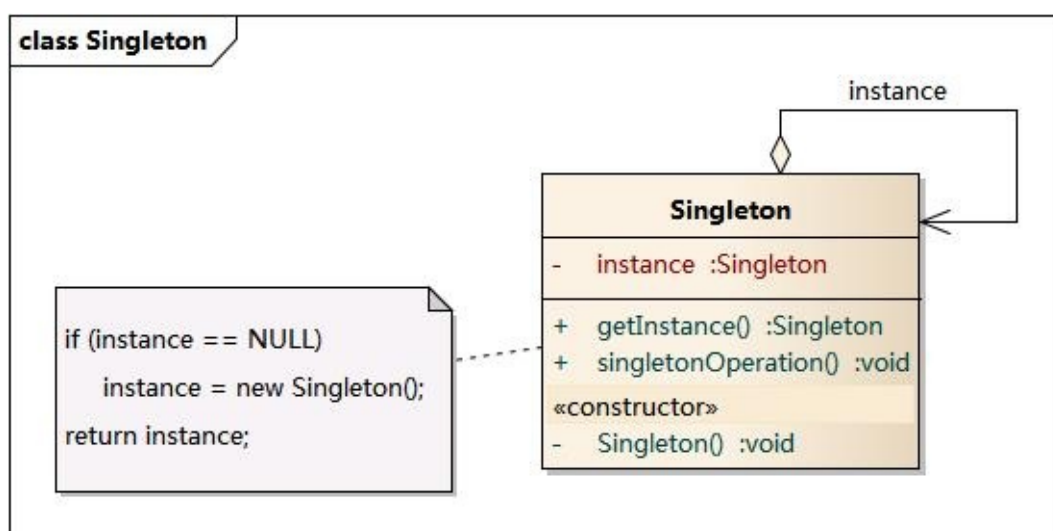 class Singleton
instance
Singleton
- instance :Singleton
+ getInstance() :Singleton
+ singletonOperation() :void
«constructor»
- Singleton() :void
if (instance == NULL)
instance = new Singleton();
return instance;